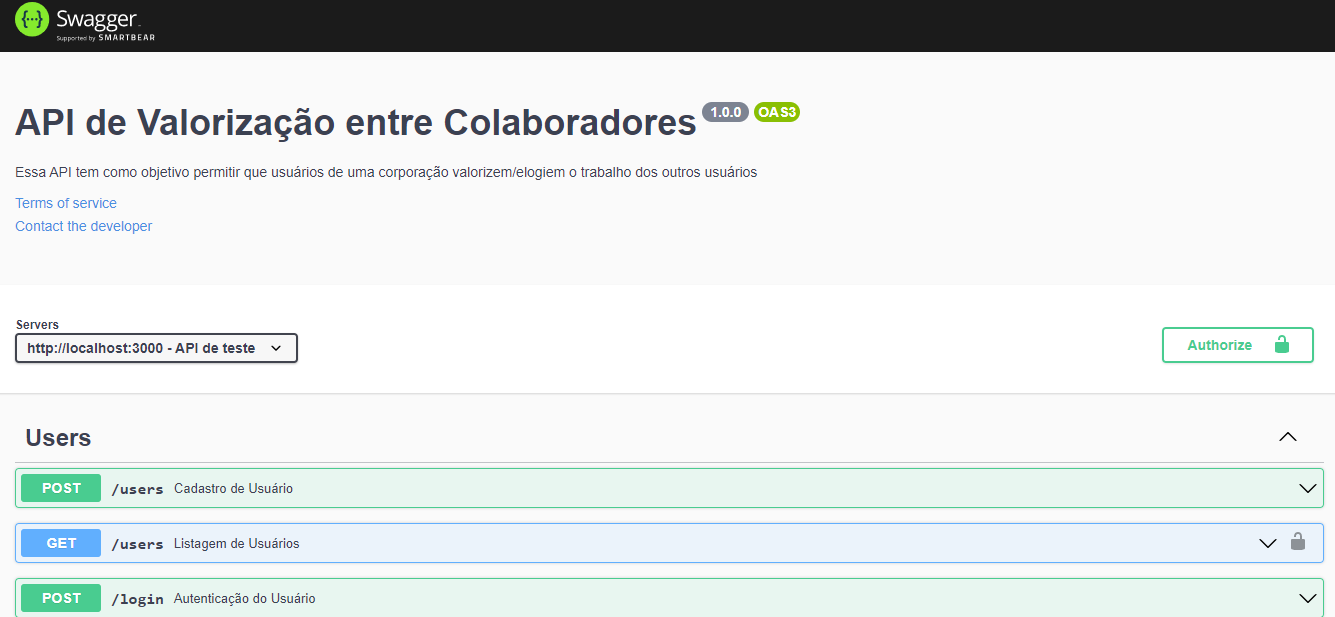 Swagger
Supported by SMARTBEAR
API de Valorização entre Colaboradores 1.0.0 OAS3
Essa API tem como objetivo permitir que usuários de uma corporação valorizem/elogiem o trabalho dos outros usuários
Terms of service
Contact the developer
Servers
http://localhost:3000 - API de teste
Authorize
Users
POST /users Cadastro de Usuário
GET /users Listagem de Usuários
POST /login Autenticação do Usuário